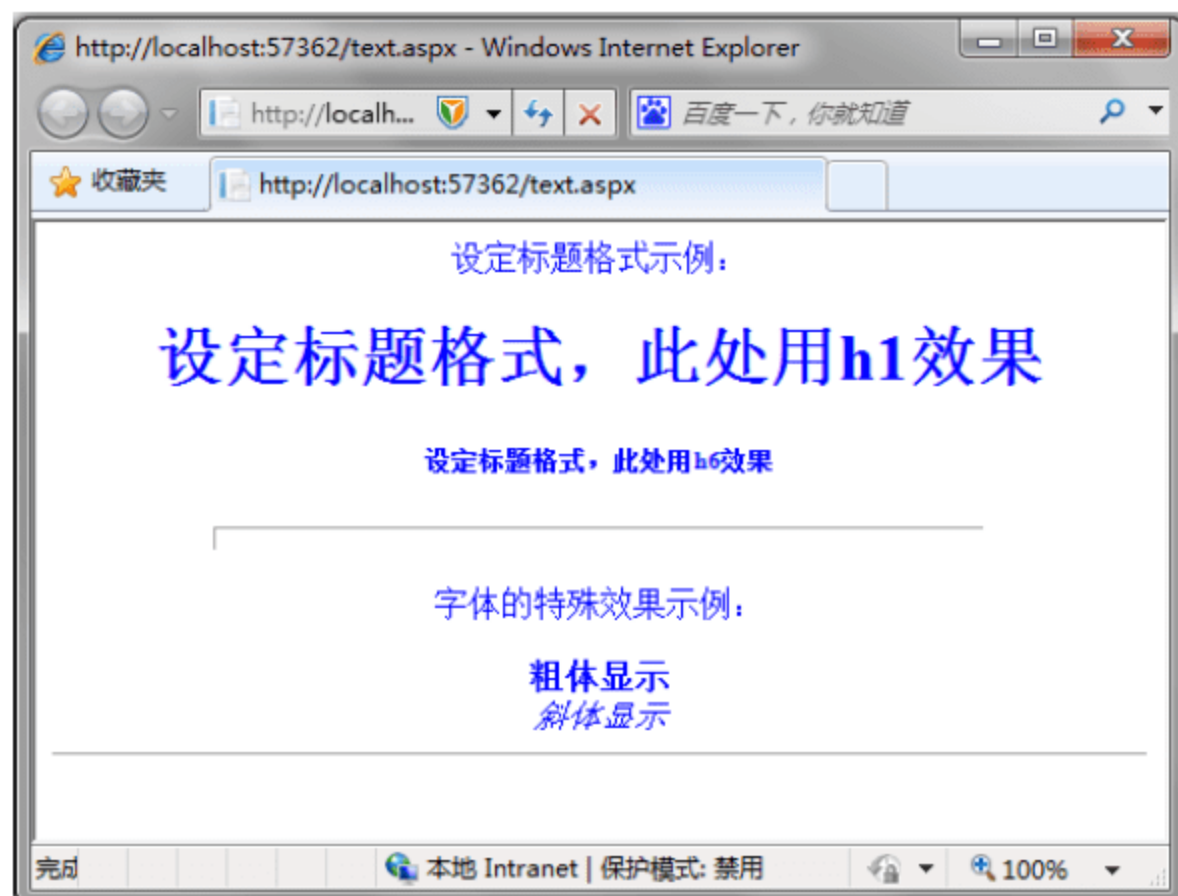 http://localhost:57362/text.aspx - Windows Internet Explorer
http://localh... 百度一下，你就知道
收藏夹 http://localhost:57362/text.aspx
设定标题格式示例：
设定标题格式，此处用h1效果
设定标题格式，此处用h6效果
字体的特殊效果示例：
粗体显示
斜体显示
完成 本地 Intranet | 保护模式: 禁用 100%